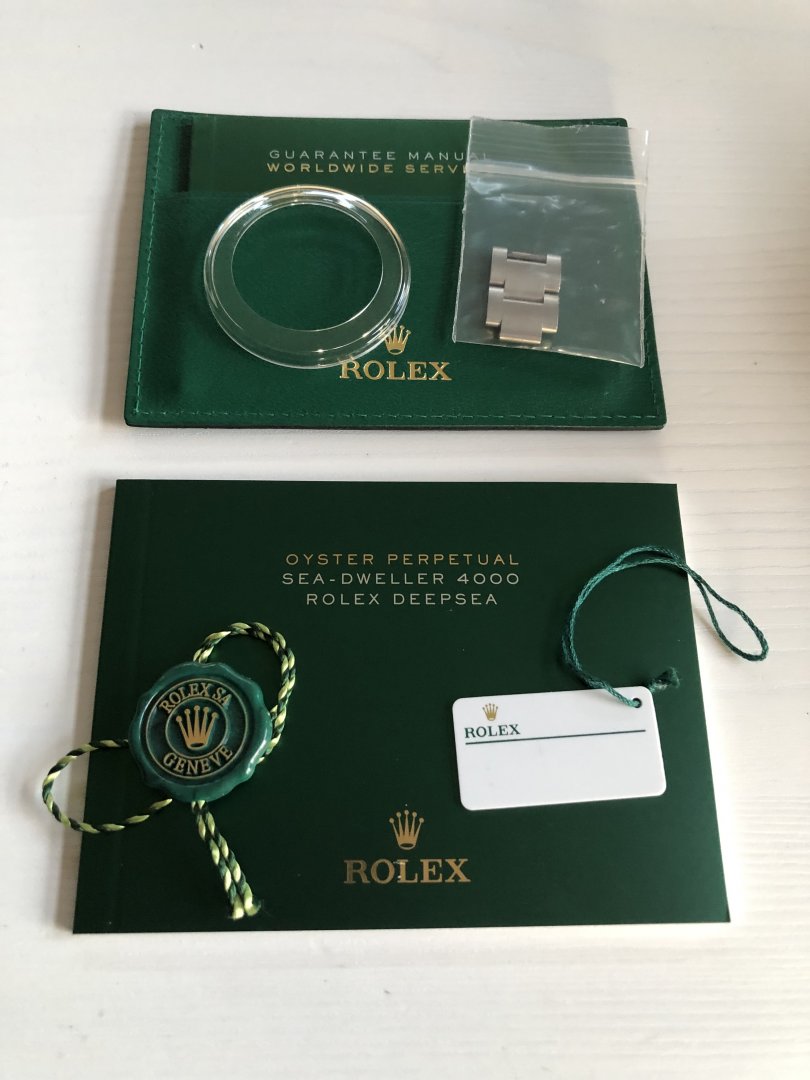 GUARANTEE MANUAL
WORLDWIDE SERV
ROLEX
OYSTER PERPETUAL
SEA-DWELLER 4000
ROLEX DEEPSEA
ROLEX SA
GENEVE
ROLEX
ROLEX